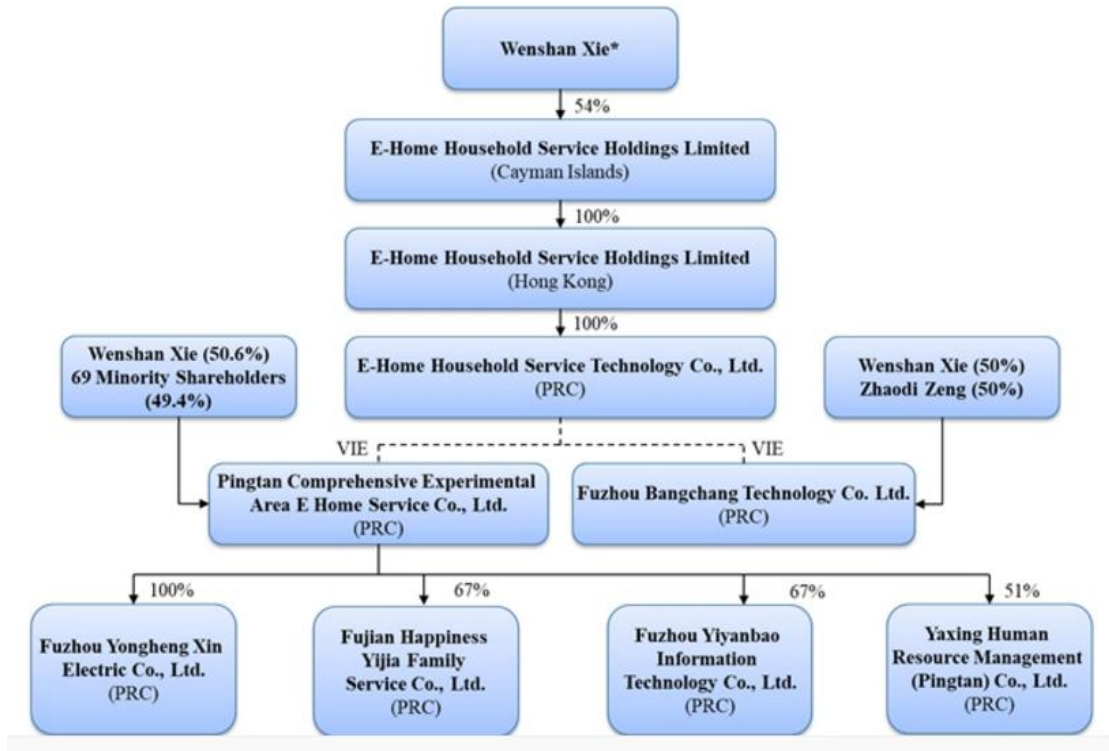 Wenshan Xie*
54%
E-Home Household Service Holdings Limited
(Cayman Islands)
100%
E-Home Household Service Holdings Limited
(Hong Kong)
100%
Wenshan Xie (50.6%)
69 Minority Shareholders
(49.4%)
E-Home Household Service Technology Co., Ltd.
(PRC)
Wenshan Xie (50%)
Zhaodi Zeng (50%)
VIE
VIE
Pingtan Comprehensive Experimental
Area E Home Service Co., Ltd.
(PRC)
Fuzhou Bangchang Technology Co. Ltd.
(PRC)
100%
67%
67%
51%
Fuzhou Yongheng Xin
Electric Co., Ltd.
(PRC)
Fujian Happiness
Yijia Family
Service Co., Ltd.
(PRC)
Fuzhou Yiyanbao
Information
Technology Co., Ltd.
(PRC)
Yaxing Human
Resource Management
(Pingtan) Co., Ltd.
(PRC)